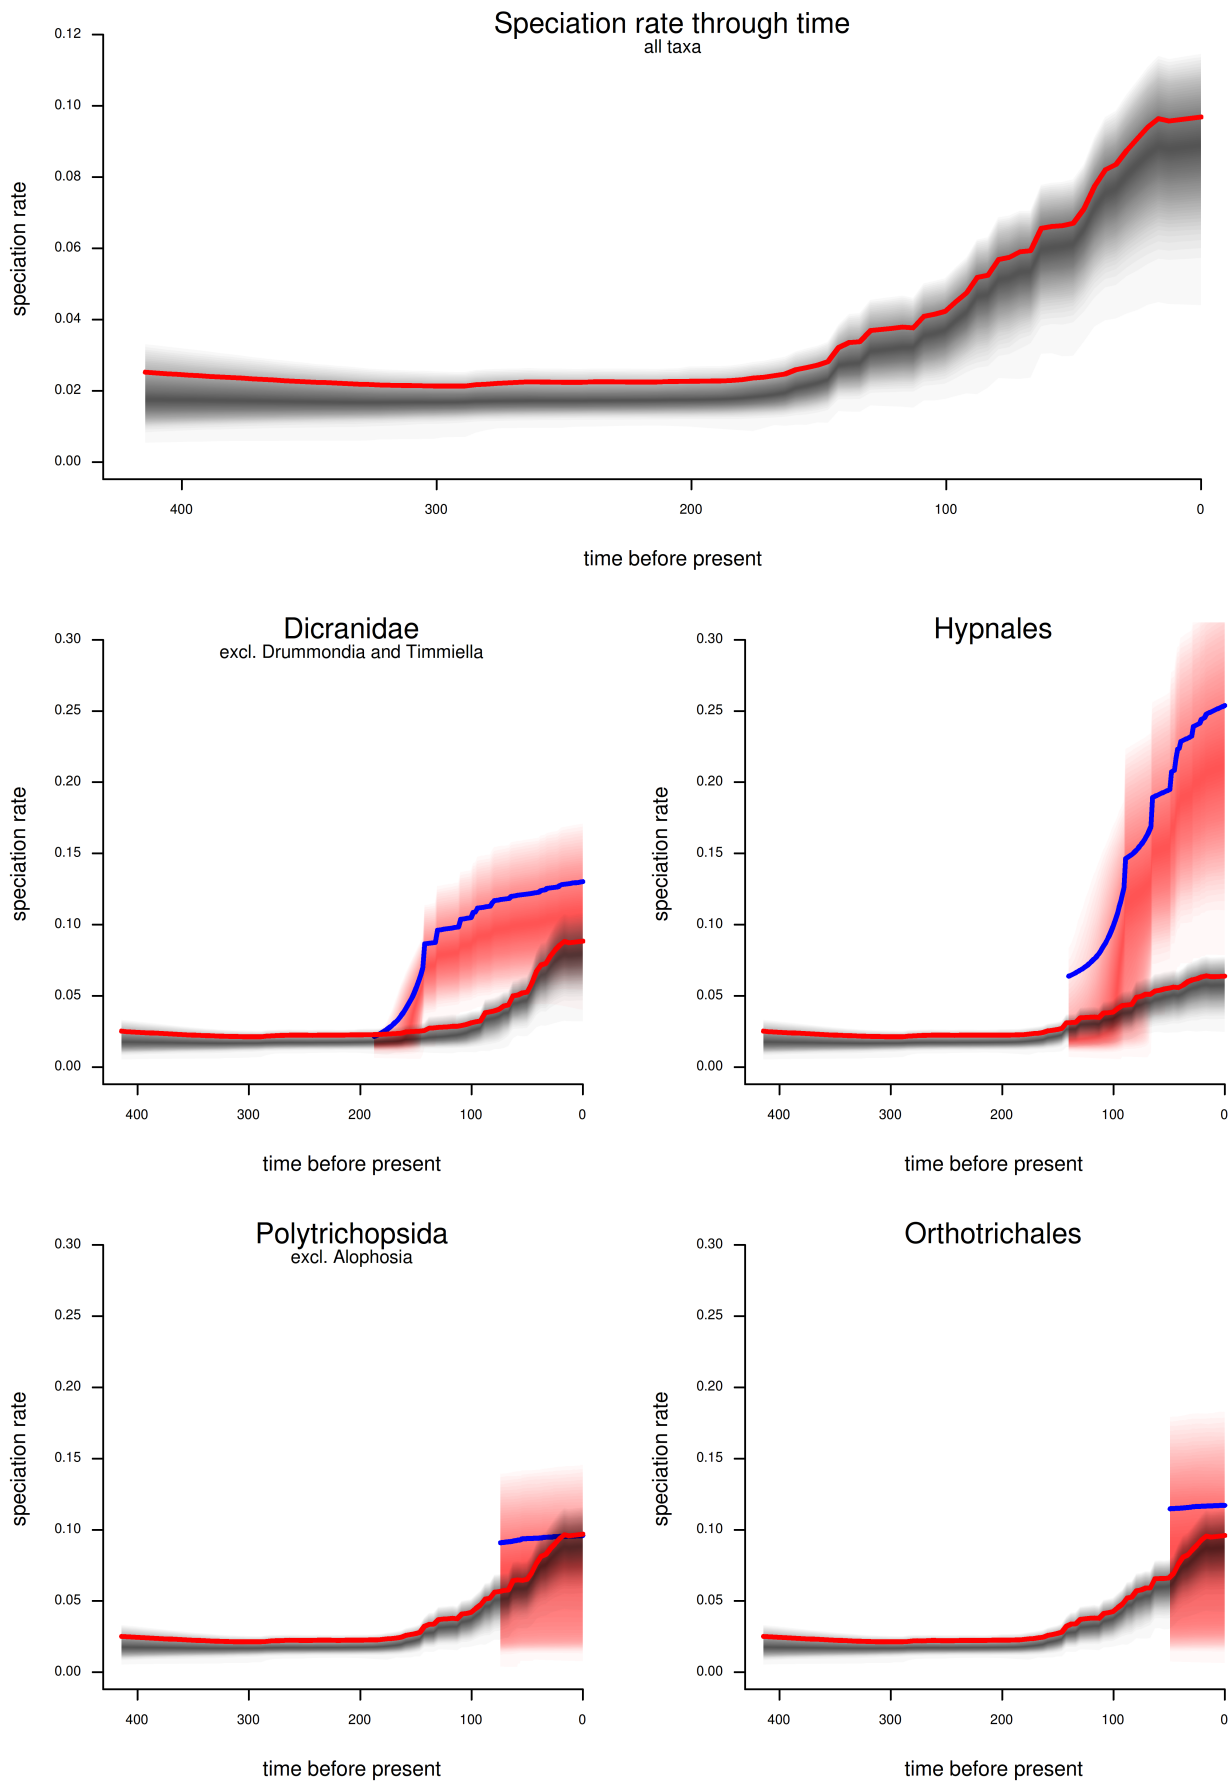 Speciation rate through time
all taxa
0.12
0.10
0.08
0.06
0.04
0.02
0.00
speciation rate
400 300 200 100 0
time before present
Dicranidae
excl. Drummondia and Timmiella
0.30
0.25
0.20
0.15
0.10
0.05
0.00
speciation rate
400 300 200 100 0
time before present
Hypnales
0.30
0.25
0.20
0.15
0.10
0.05
0.00
speciation rate
400 300 200 100 0
time before present
Polytrichopsida
excl. Alophosia
0.30
0.25
0.20
0.15
0.10
0.05
0.00
speciation rate
400 300 200 100 0
time before present
Orthotrichales
0.30
0.25
0.20
0.15
0.10
0.05
0.00
speciation rate
400 300 200 100 0
time before present